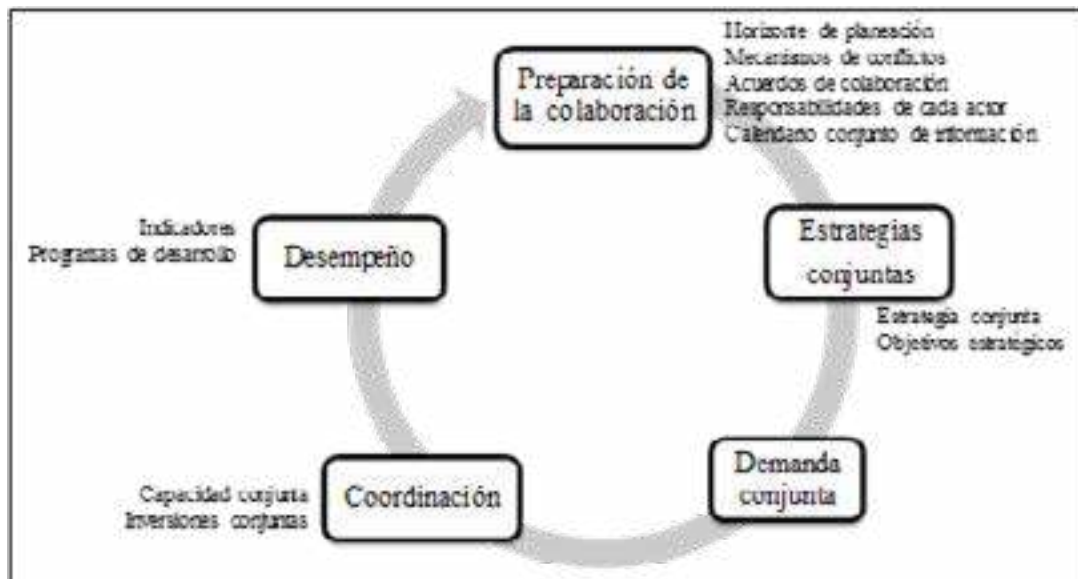 Preparación de
la colaboración
Horizonte de planeación
Mecanismos de conflictos
Acuerdos de colaboración
Responsabilidades de cada actor
Calendario conjunto de información
Estrategias
conjuntas
Estrategia conjunta
Objetivos estratégicos
Demanda
conjunta
Coordinación
Capacidad conjunta
Inversiones conjuntas
Desempeño
Indicadores
Programas de desarrollo